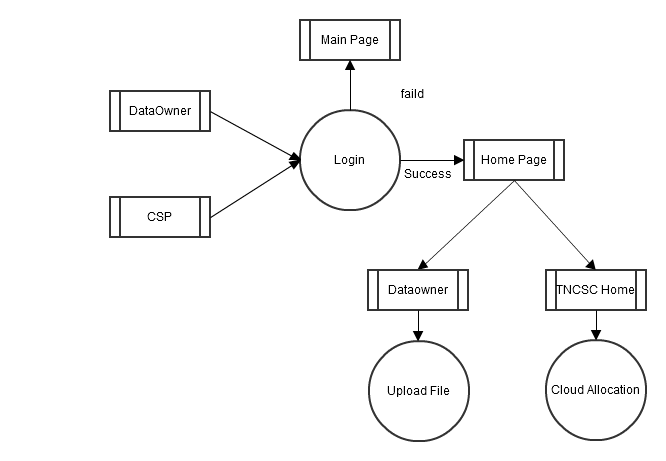 Main Page
faild
DataOwner
Login
Home Page
Success
CSP
Dataowner
TNCSC Home
Upload File
Cloud Allocation